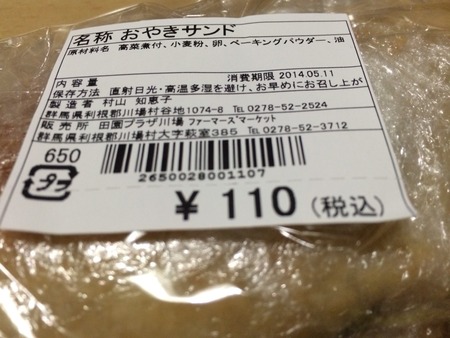 名称 おやきサンド
原材料名 高菜煮付、小麦粉、卵、ベーキングパウダー、油
内容量
消費期限 2014.05.11
保存方法 直射日光・高温多湿を避け、お早めにお召し上が
製造者 村山 知恵子
群馬県利根郡川場村谷地1074-8 TEL0278-52-2524
販売所 田園プラザ川場 ファーマーズマーケット
群馬県利根郡川場村大字萩室385 TEL0278-52-3712
650
プラ
2650028001107
¥ 110 (税込)